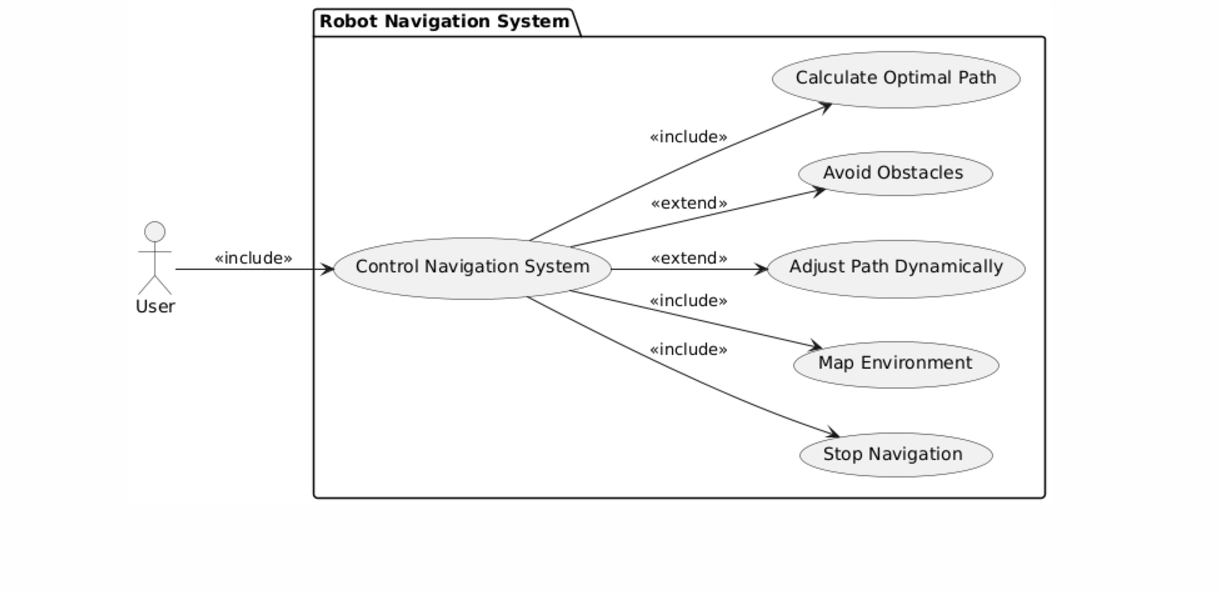 Robot Navigation System
Calculate Optimal Path
«include»
Avoid Obstacles
«extend»
«include»
Control Navigation System
«extend»
Adjust Path Dynamically
User
«include»
Map Environment
«include»
Stop Navigation